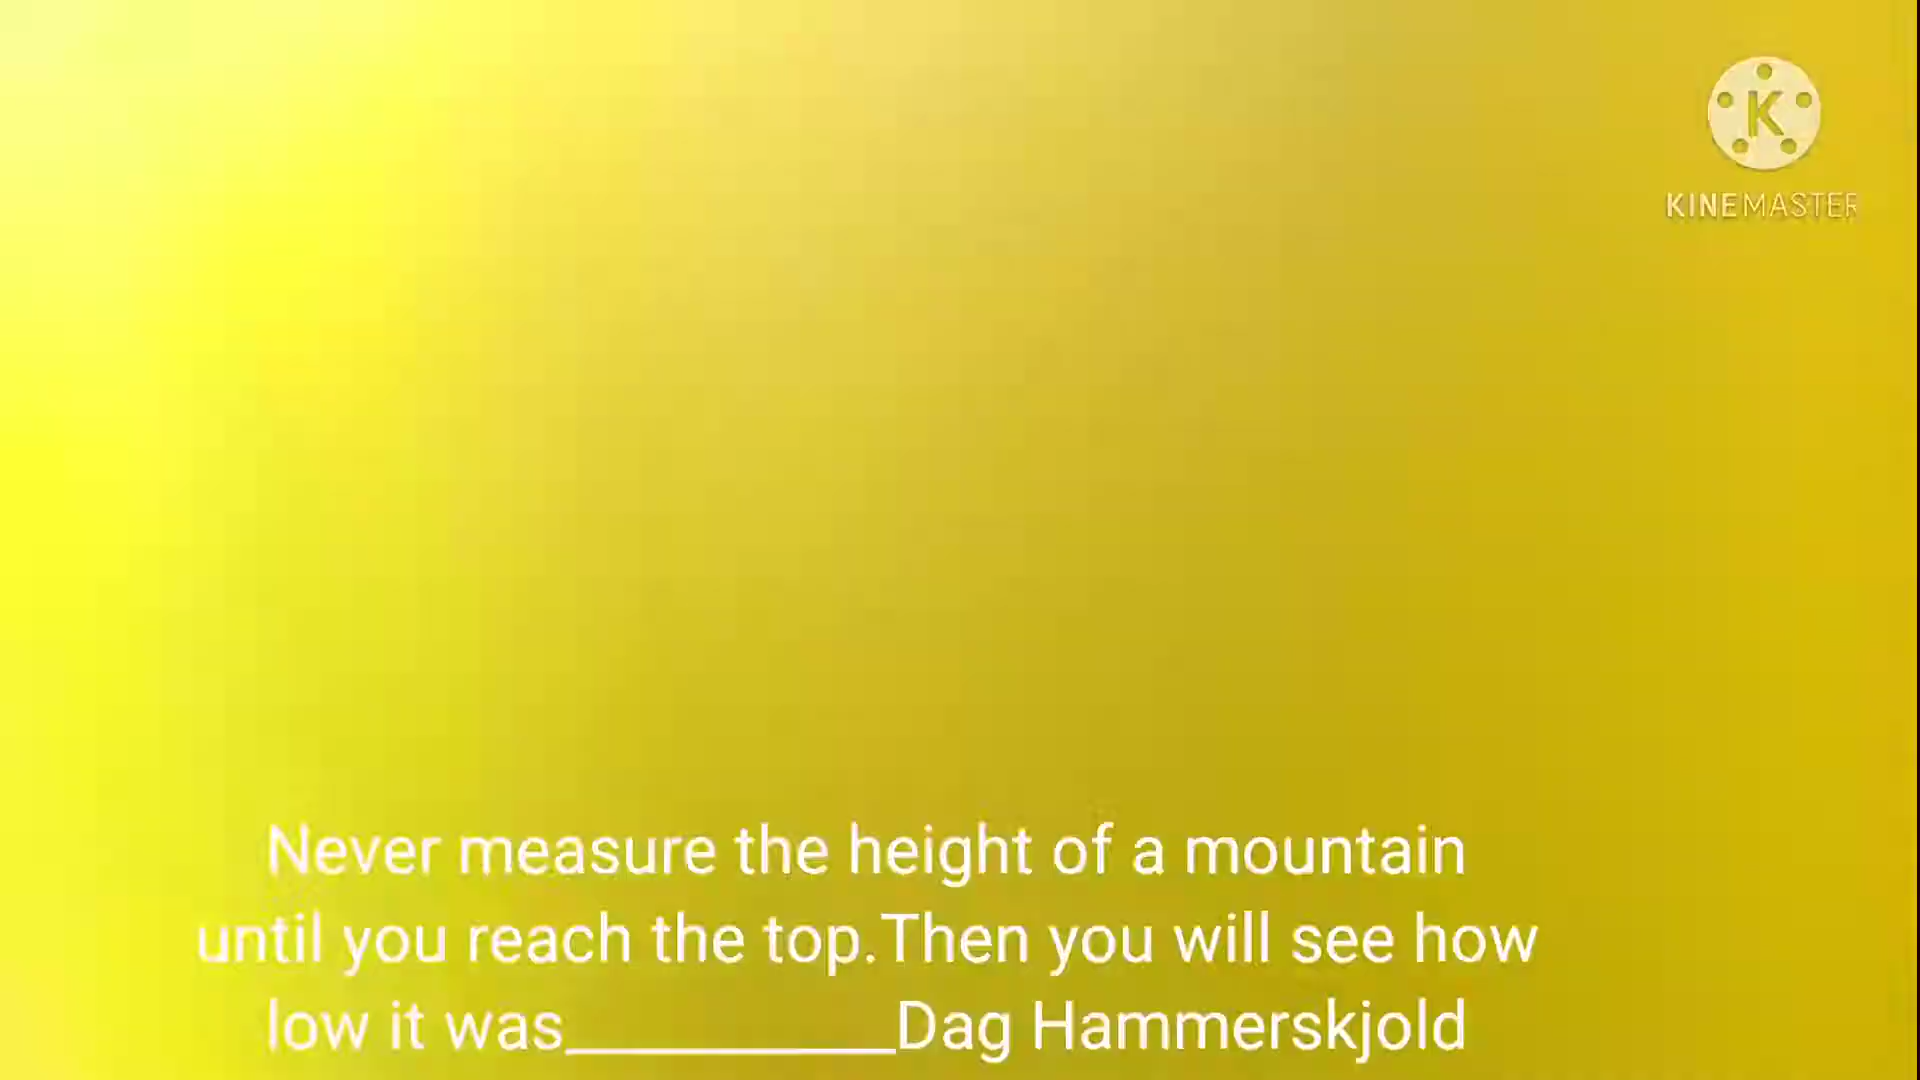 K
KINEMASTER
Never measure the height of a mountain
until you reach the top.Then you will see how
low it was__________Dag Hammerskjold